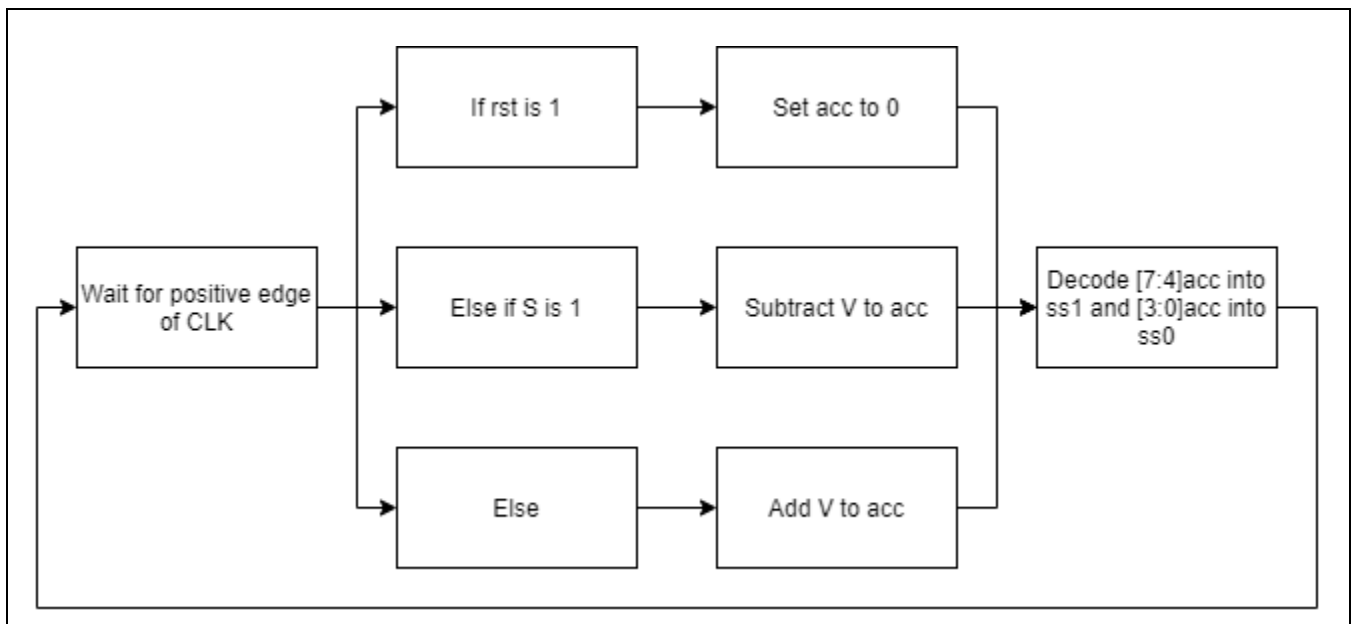 If rst is 1
Set acc to 0
Wait for positive edge
of CLK
Else if S is 1
Subtract V to acc
Decode [7:4]acc into
ss1 and [3:0]acc into
ss0
Else
Add V to acc